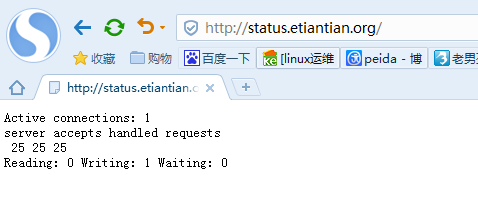 http://status.etiantian.org/
收藏
购物
百度一下
[linux运维
peida - 博
老男
http://status.etiantian.o
Active connections: 1
server accepts handled requests
25 25 25
Reading: 0 Writing: 1 Waiting: 0